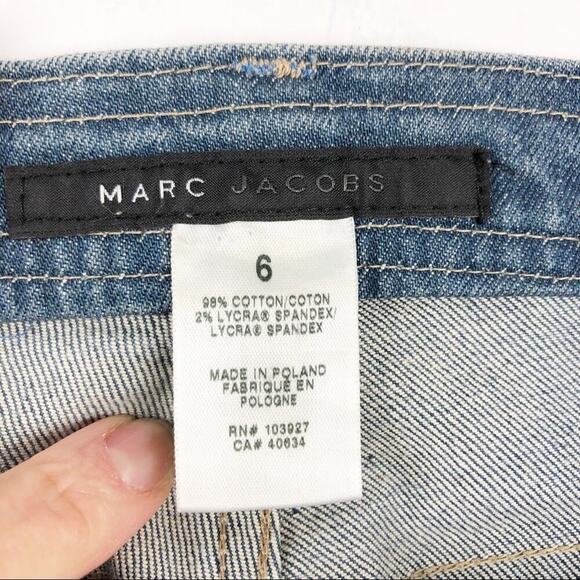 MARC JACOBS
6
98% COTTON/COTON
2% LYCRA® SPANDEX/
LYCRA® SPANDEX
MADE IN POLAND
FABRIQUÉ EN
POLOGNE
RN# 103927
CA# 40634